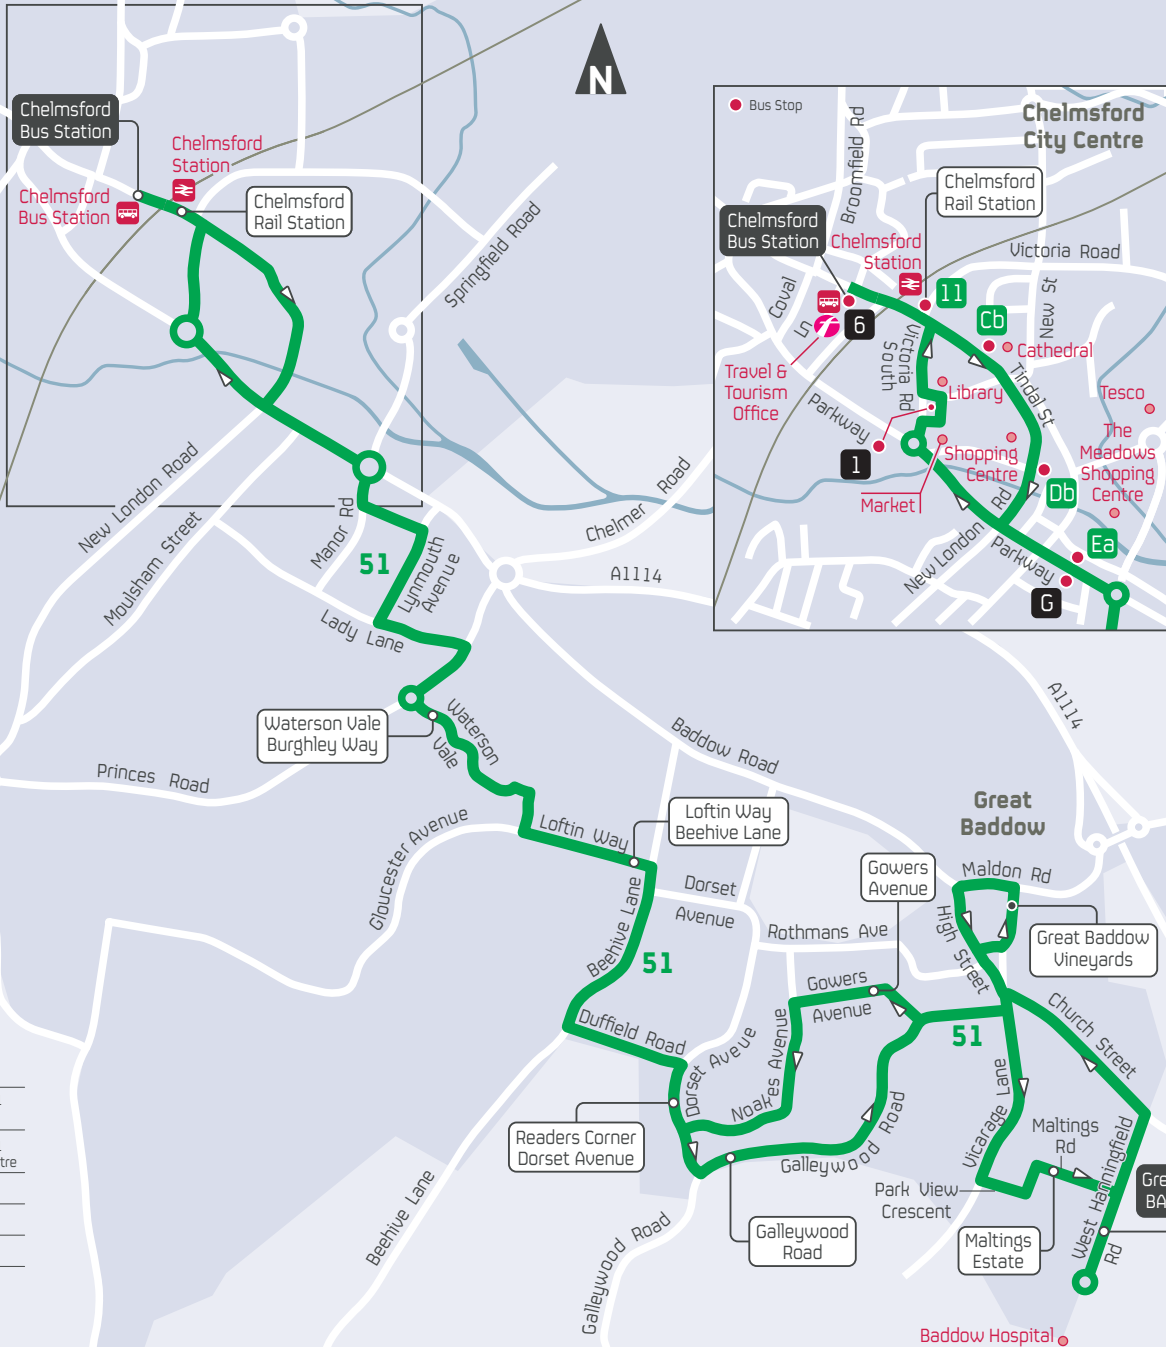 N
Chelmsford
Bus Station
Chelmsford
Station
Chelmsford
Bus Station
Chelmsford
Rail Station
Springfield Road
New London Road
Moulsham Street
Manor Rd
51
Lynmouth
Avenue
Lady Lane
Chelmer Road
A1114
Bus Stop
Chelmsford
City Centre
Broomfield Rd
Chelmsford
Rail Station
Chelmsford
Bus Station
Chelmsford
Station
Victoria Road
Coval
Ln
6
11
Cb
New St
Cathedral
Travel &
Tourism
Office
Victoria Rd
South
Library
Tindal St
Tesco
Parkway
The
Meadows
Shopping
Centre
1
Shopping
Centre
Db
Market
New London Rd
Parkway
Ea
G
A1114
Waterson Vale
Burghley Way
Waterson
Vale
Princes Road
Baddow Road
Gloucester Avenue
Loftin Way
Loftin Way
Beehive Lane
Great
Baddow
Gowers
Avenue
Maldon Rd
Dorset
Avenue
Beehive Lane
51
Rothmans Ave
High Street
Great Baddow
Vineyards
Gowers
Avenue
Church Street
Duffield Road
Dorset Aveue
Noakes Avenue
51
Vicarage Lane
Galleywood Road
Maltings
Rd
Readers Corner
Dorset Avenue
Park View
Crescent
West Hanningfield
Rd
Gre
BA
Galleywood
Road
Maltings
Estate
Beehive Lane
Galleywood Road
Baddow Hospital
tre